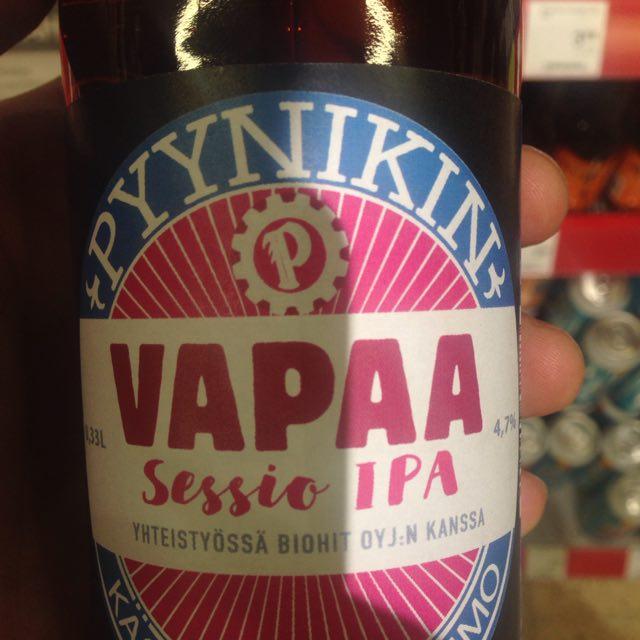 PYYNIKIN
P
VAPAA
0,33L
4,7%
Sessio IPA
YHTEISTYÖSSÄ BIOHIT OYJ:N KANSSA